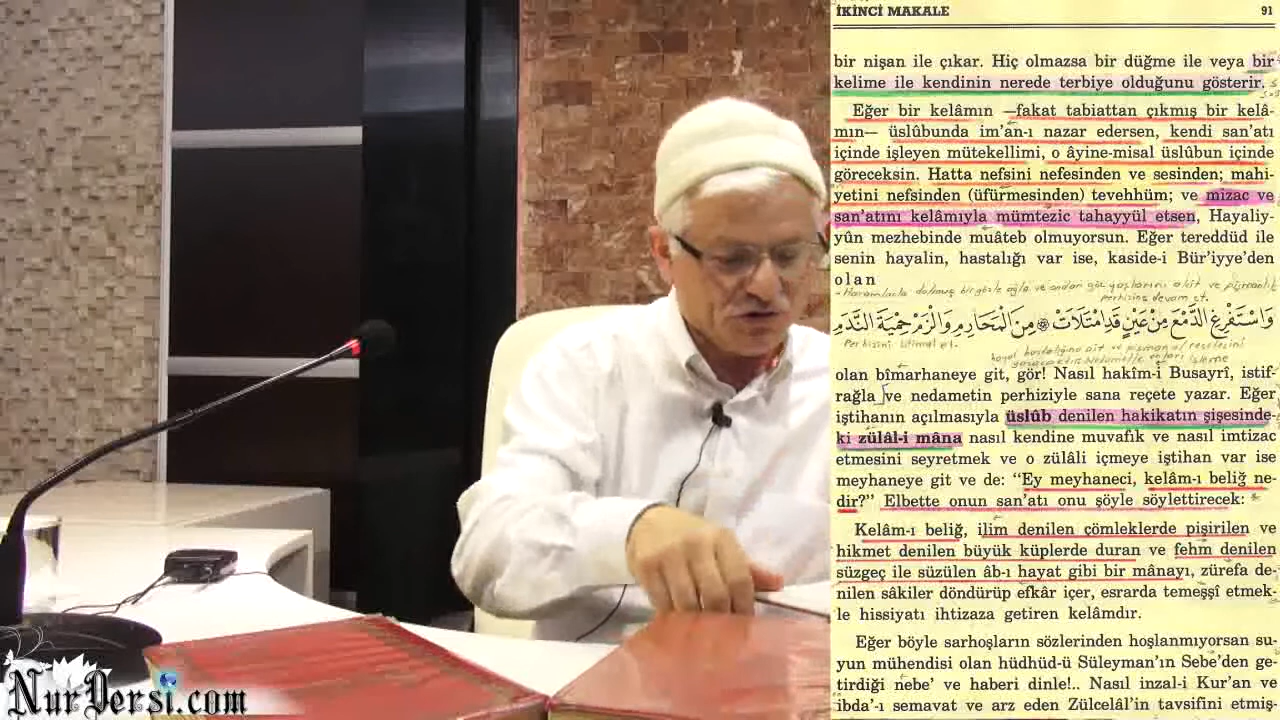 İKİNCİ MAKALE 91
bir nişan ile çıkar. Hiç olmazsa bir düğme ile veya bir
kelime ile kendinin nerede terbiye olduğunu gösterir.
Eğer bir kelâmın —fakat tabiattan çıkmış bir kelâ-
mın— üslûbunda im'an-ı nazar edersen, kendi san'atı
içinde işleyen mütekellimi, o âyine-misal üslûbun içinde
göreceksin. Hatta nefsini nefesinden ve sesinden; mahi-
yetini nefsinden (üfürmesinden) tevehhüm; ve mizac ve
san'atını kelâmıyla mümtezic tahayyül etsen, Hayaliy-
yûn mezhebinde muâteb olmuyorsun. Eğer tereddüd ile
senin hayalin, hastalığı var ise, kaside-i Bür'iyye'den
olan
وَاسْتَفْرِغِ الدَّمْعَ مِنْ عَيْنٍ قَدِ امْتَلَأَتْ ❁ مِنَ الْمَحَارِمِ وَالْزَمْ حِمْيَةَ النَّدَمِ
olan bîmarhaneye git, gör! Nasıl hakîm-i Busayrî, istif-
rağla ve nedametin perhiziyle sana reçete yazar. Eğer
iştihanın açılmasıyla üslûb denilen hakikatın şişesinde-
ki zülâl-i mâna nasıl kendine muvafık ve nasıl imtizac
etmesini seyretmek ve o zülâli içmeye iştihan var ise
meyhaneye git ve de: "Ey meyhaneci, kelâm-ı beliğ ne-
dir?" Elbette onun san'atı onu şöyle söylettirecek:
Kelâm-ı beliğ, ilim denilen çömleklerde pişirilen ve
hikmet denilen büyük küplerde duran ve fehm denilen
süzgeç ile süzülen âb-ı hayat gibi bir mânayı, zürefa de-
nilen sâkiler döndürüp efkâr içer, esrarda temeşşî etmek-
le hissiyatı ihtizaza getiren kelâmdır.
Eğer böyle sarhoşların sözlerinden hoşlanmıyorsan su-
yun mühendisi olan hüdhüd-ü Süleyman'ın Sebe'den ge-
tirdiği nebe' ve haberi dinle!.. Nasıl inzal-i Kur'an ve
ibda'-ı semavat ve arz eden Zülcelâl'in tavsifini etmiş-
NurDersi.com